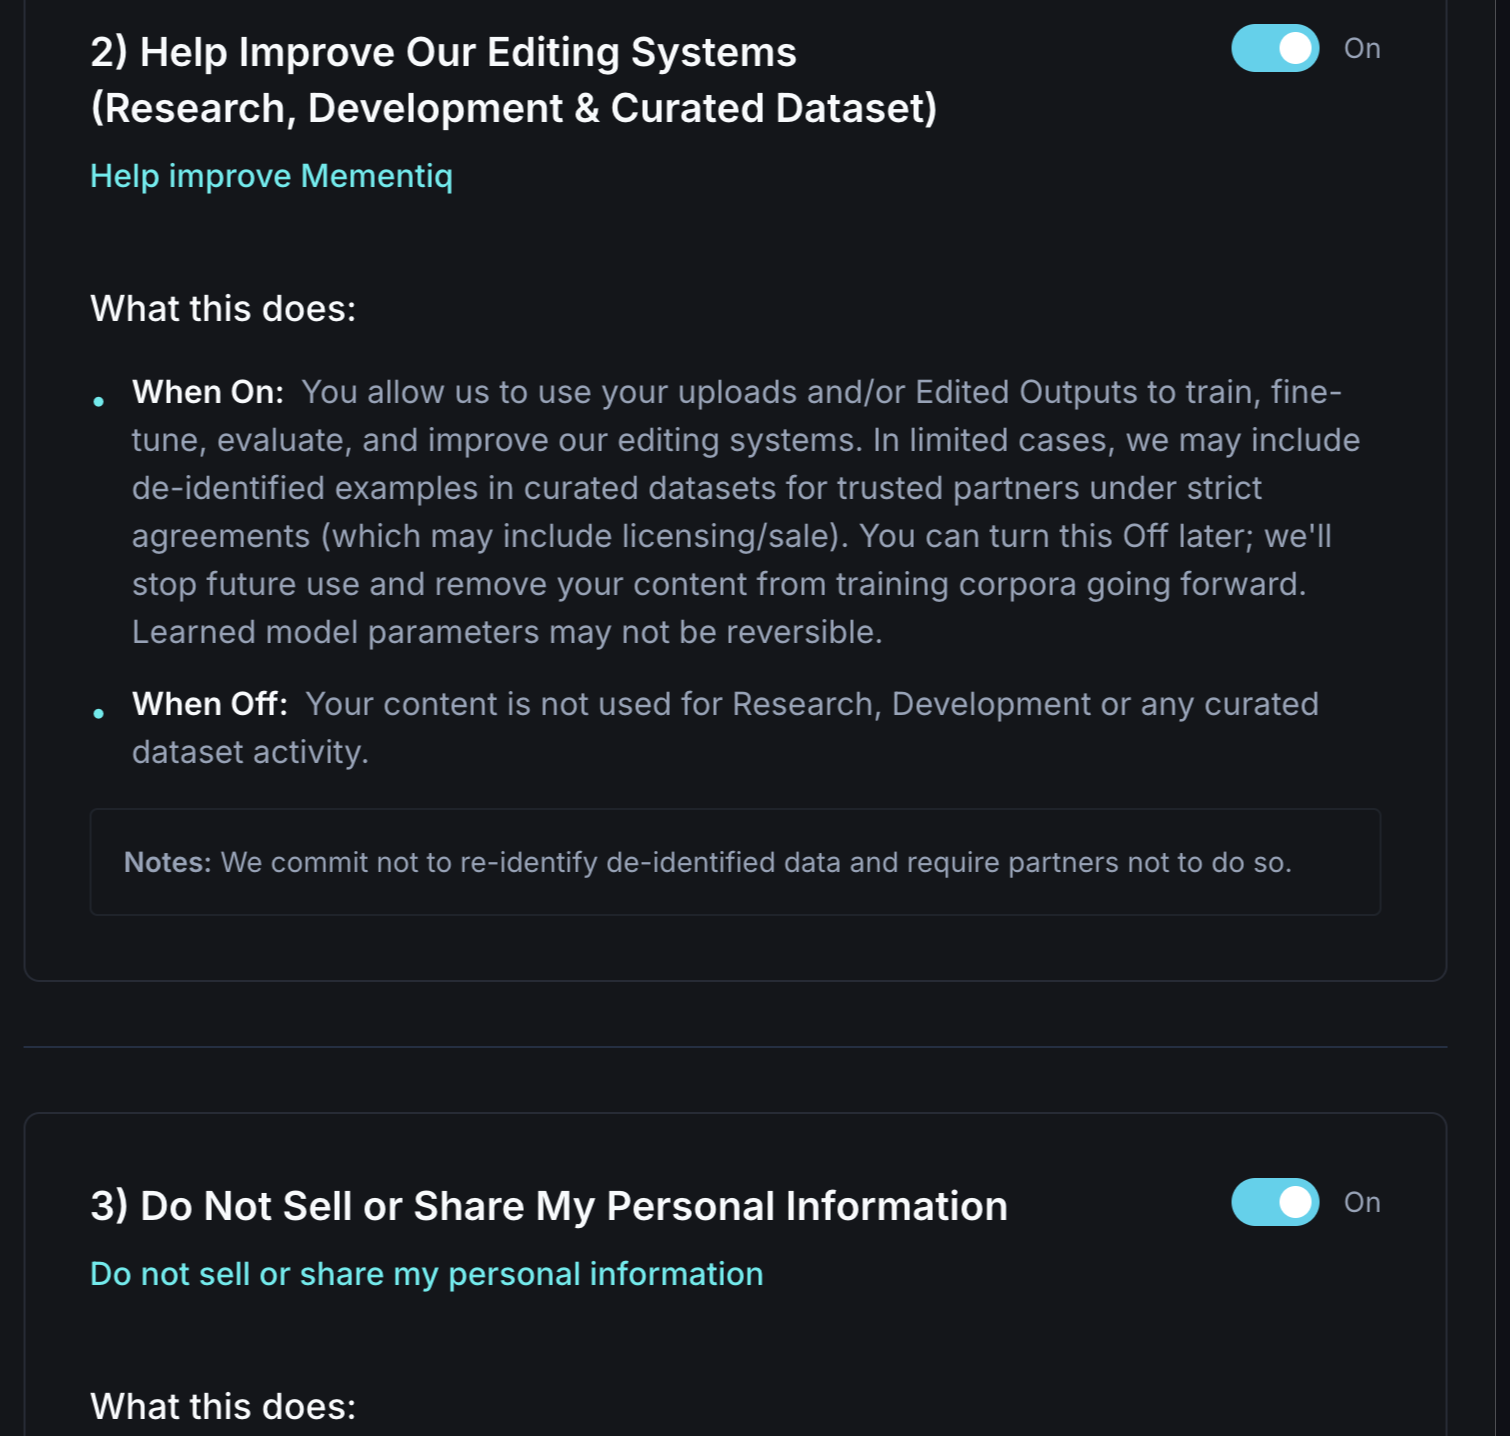 2) Help Improve Our Editing Systems
(Research, Development & Curated Dataset)
On
Help improve Mementiq
What this does:
• When On: You allow us to use your uploads and/or Edited Outputs to train, fine-
tune, evaluate, and improve our editing systems. In limited cases, we may include
de-identified examples in curated datasets for trusted partners under strict
agreements (which may include licensing/sale). You can turn this Off later; we'll
stop future use and remove your content from training corpora going forward.
Learned model parameters may not be reversible.
• When Off: Your content is not used for Research, Development or any curated
dataset activity.
Notes: We commit not to re-identify de-identified data and require partners not to do so.
3) Do Not Sell or Share My Personal Information
On
Do not sell or share my personal information
What this does: